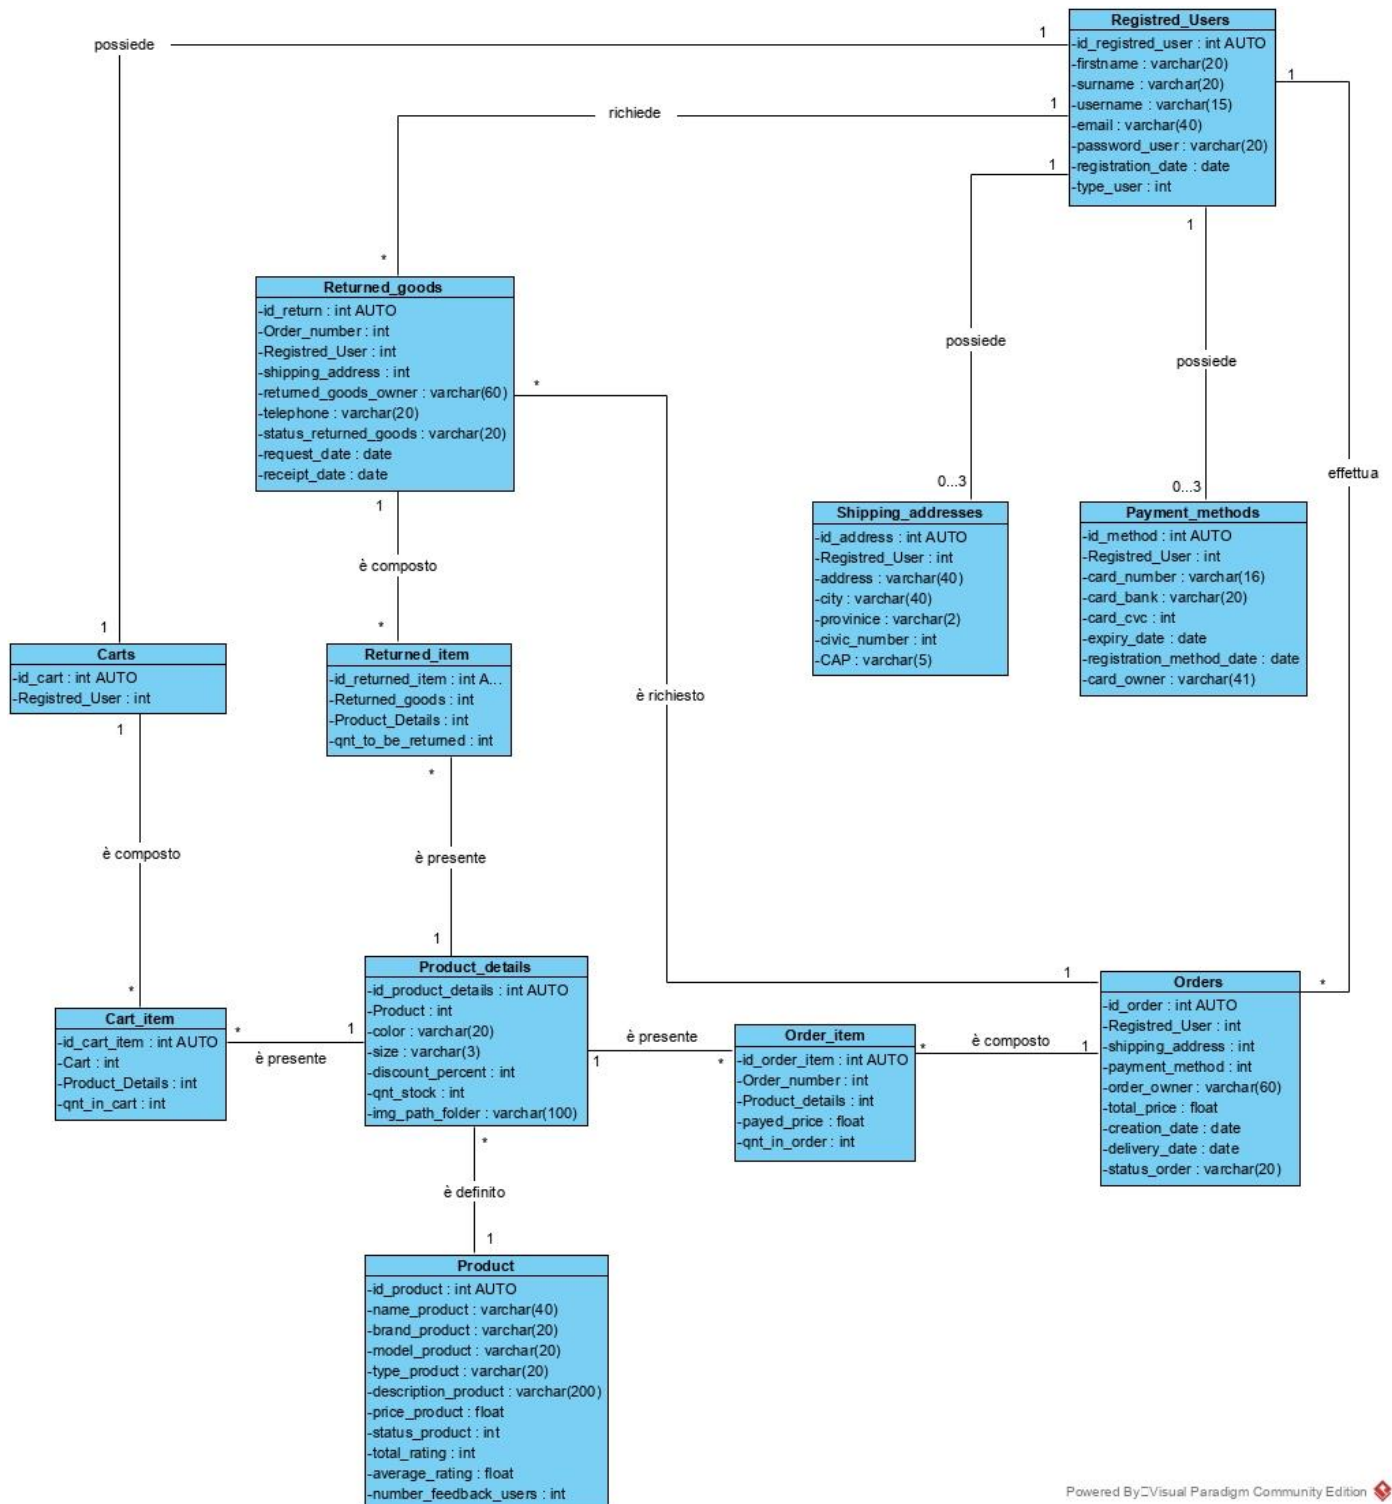 Registred_Users
-id_registred_user : int AUTO
-firstname : varchar(20)
-surname : varchar(20)
-username : varchar(15)
-email : varchar(40)
-password_user : varchar(20)
-registration_date : date
-type_user : int
possiede
1
1
richiede
1
1
1
*
Returned_goods
-id_return : int AUTO
-Order_number : int
-Registred_User : int
-shipping_address : int
-returned_goods_owner : varchar(60)
-telephone : varchar(20)
-status_returned_goods : varchar(20)
-request_date : date
-receipt_date : date
*
possiede
possiede
effettua
0...3
0...3
1
Shipping_addresses
-id_address : int AUTO
-Registred_User : int
-address : varchar(40)
-city : varchar(40)
-provinice : varchar(2)
-civic_number : int
-CAP : varchar(5)
Payment_methods
-id_method : int AUTO
-Registred_User : int
-card_number : varchar(16)
-card_bank : varchar(20)
-card_cvc : int
-expiry_date : date
-registration_method_date : date
-card_owner : varchar(41)
è composto
1
*
Carts
-id_cart : int AUTO
-Registred_User : int
Returned_item
-id_returned_item : int A...
-Returned_goods : int
-Product_Details : int
-qnt_to_be_returned : int
è richiesto
1
*
è composto
è presente
1
*
Product_details
-id_product_details : int AUTO
-Product : int
-color : varchar(20)
-size : varchar(3)
-discount_percent : int
-qnt_stock : int
-img_path_folder : varchar(100)
1
*
Orders
-id_order : int AUTO
-Registred_User : int
-shipping_address : int
-payment_method : int
-order_owner : varchar(60)
-total_price : float
-creation_date : date
-delivery_date : date
-status_order : varchar(20)
Cart_item
-id_cart_item : int AUTO
-Cart : int
-Product_Details : int
-qnt_in_cart : int
*
1
è presente
è presente
1
*
Order_item
-id_order_item : int AUTO
-Order_number : int
-Product_details : int
-payed_price : float
-qnt_in_order : int
*
è composto
1
*
è definito
1
Product
-id_product : int AUTO
-name_product : varchar(40)
-brand_product : varchar(20)
-model_product : varchar(20)
-type_product : varchar(20)
-description_product : varchar(200)
-price_product : float
-status_product : int
-total_rating : int
-average_rating : float
-number_feedback_users : int
Powered By Visual Paradigm Community Edition